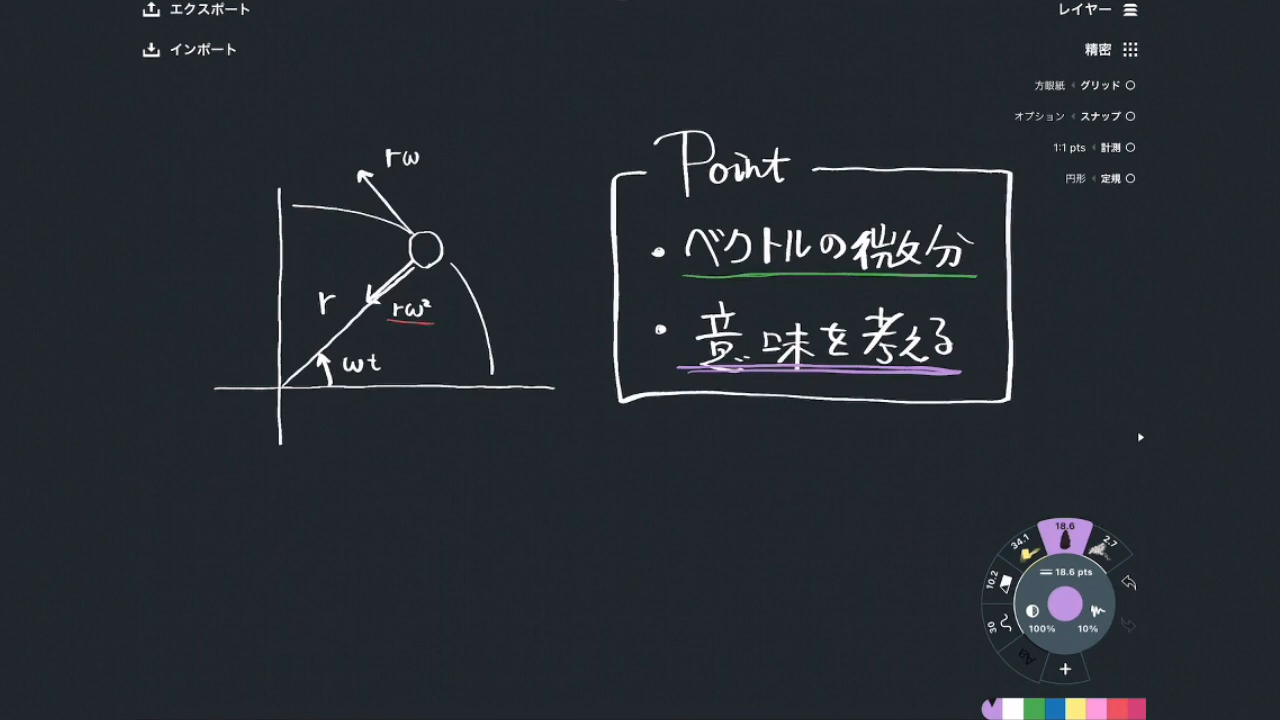 エクスポート
インポート
レイヤー
精密
方眼紙 グリッド
オプション スナップ
1:1 pts 計測
円形 定規
rω
r
rω²
ωt
Point
・ベクトルの微分
・意味を考える
18.6
34.1
2.7
10.2
30
Aa
18.6 pts
100%
10%
+